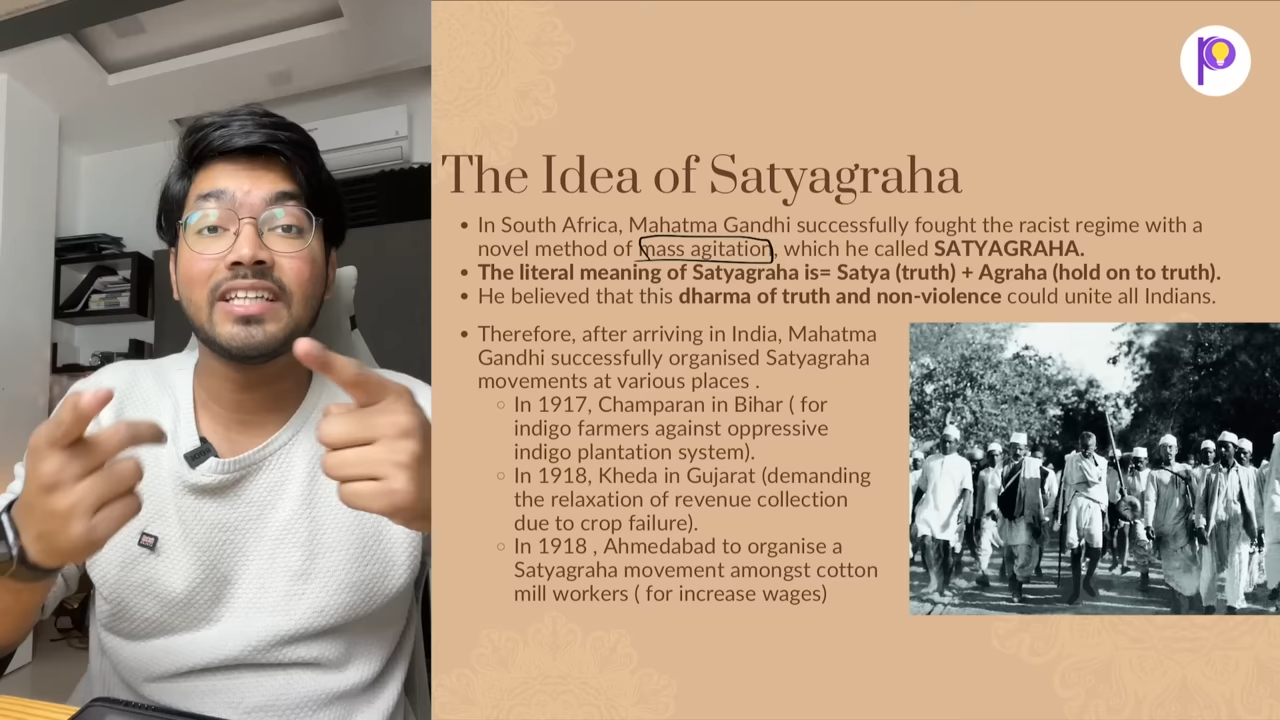 The Idea of Satyagraha
• In South Africa, Mahatma Gandhi successfully fought the racist regime with a
novel method of mass agitation, which he called SATYAGRAHA.
• The literal meaning of Satyagraha is= Satya (truth) + Agraha (hold on to truth).
• He believed that this dharma of truth and non-violence could unite all Indians.
• Therefore, after arriving in India, Mahatma
Gandhi successfully organised Satyagraha
movements at various places .
○ In 1917, Champaran in Bihar ( for
indigo farmers against oppressive
indigo plantation system).
○ In 1918, Kheda in Gujarat (demanding
the relaxation of revenue collection
due to crop failure).
○ In 1918 , Ahmedabad to organise a
Satyagraha movement amongst cotton
mill workers ( for increase wages)